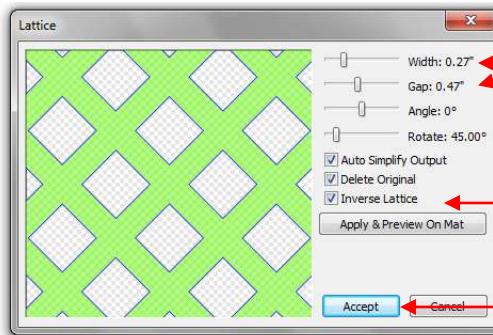 Lattice
Width: 0.27"
Gap: 0.47"
Angle: 0°
Rotate: 45.00°
Auto Simplify Output
Delete Original
Inverse Lattice
Apply & Preview On Mat
Accept
Cancel